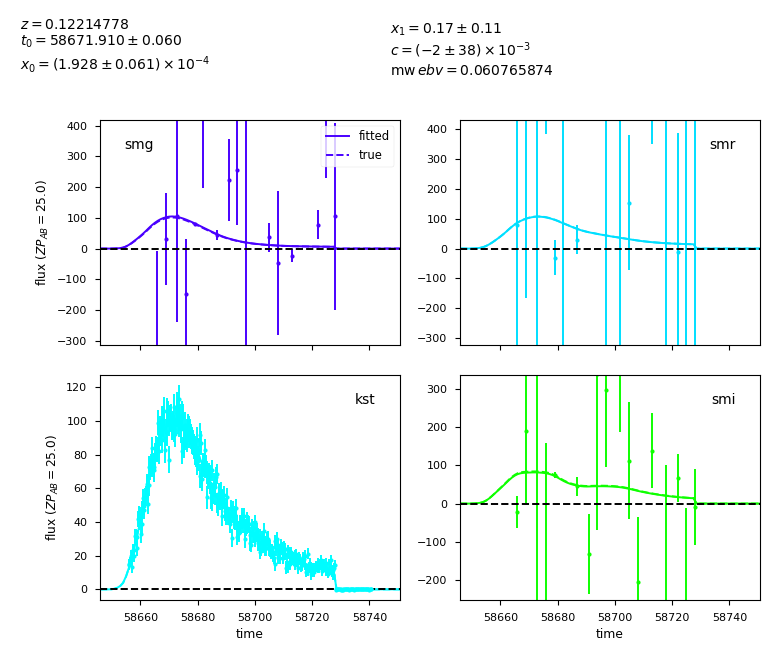 z = 0.12214778
t₀ = 58671.910 ± 0.060
x₀ = (1.928 ± 0.061) × 10⁻⁴
x₁ = 0.17 ± 0.11
c = (−2 ± 38) × 10⁻³
mw ebv = 0.060765874
smg
fitted
true
400
300
200
100
0
−100
−200
−300
flux (ZP_AB = 25.0)
smr
400
300
200
100
0
−100
−200
−300
kst
120
100
80
60
40
20
0
flux (ZP_AB = 25.0)
58660 58680 58700 58720 58740
time
smi
300
200
100
0
−100
−200
58660 58680 58700 58720 58740
time